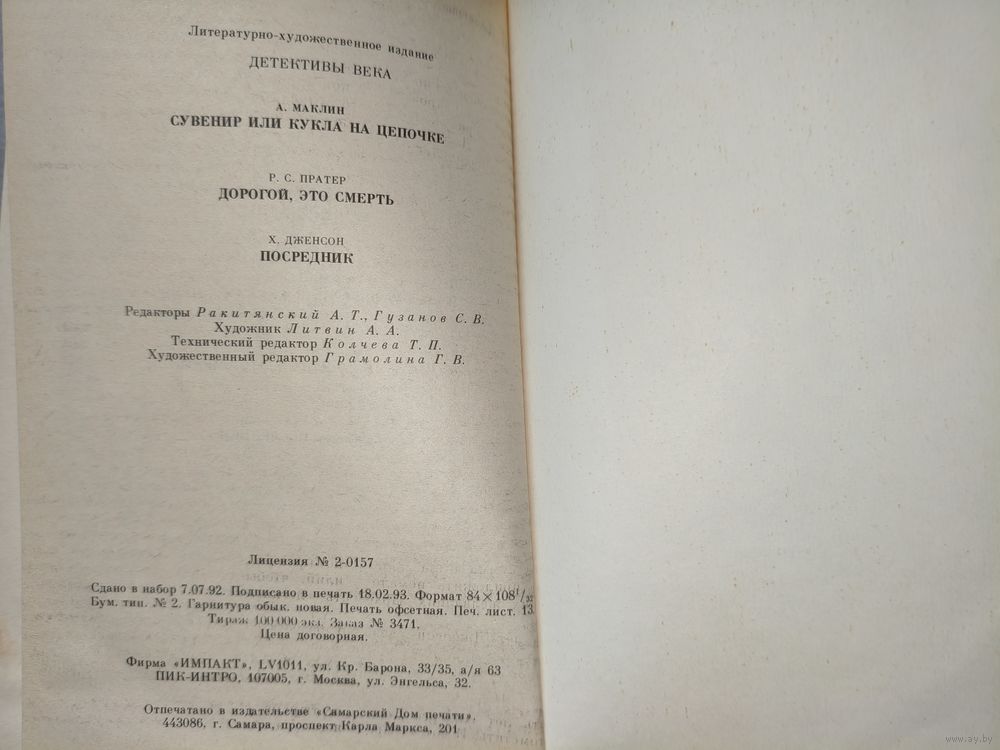 Литературно-художественное издание
ДЕТЕКТИВЫ ВЕКА
А. МАКЛИН
СУВЕНИР ИЛИ КУКЛА НА ЦЕПОЧКЕ
Р. С. ПРАТЕР
ДОРОГОЙ, ЭТО СМЕРТЬ
Х. ДЖЕНСОН
ПОСРЕДНИК
Редакторы Ракитянский А. Т., Гузанов С. В.
Художник Литвин А. А.
Технический редактор Колчева Т. П.
Художественный редактор Грамолина Г. В.
Лицензия № 2-0157
Сдано в набор 7.07.92. Подписано в печать 18.02.93. Формат 84×108¹/₃₂
Бум. тип. № 2. Гарнитура обык. новая. Печать офсетная. Печ. лист. 13.
Тираж 100 000 экз. Заказ № 3471.
Цена договорная.
Фирма «ИМПАКТ», LV1011, ул. Кр. Барона, 33/35, а/я 63
ПИК-ИНТРО, 107005, г. Москва, ул. Энгельса, 32.
Отпечатано в издательстве «Самарский Дом печати».
443086, г. Самара, проспект Карла Маркса, 201
www.ay.by